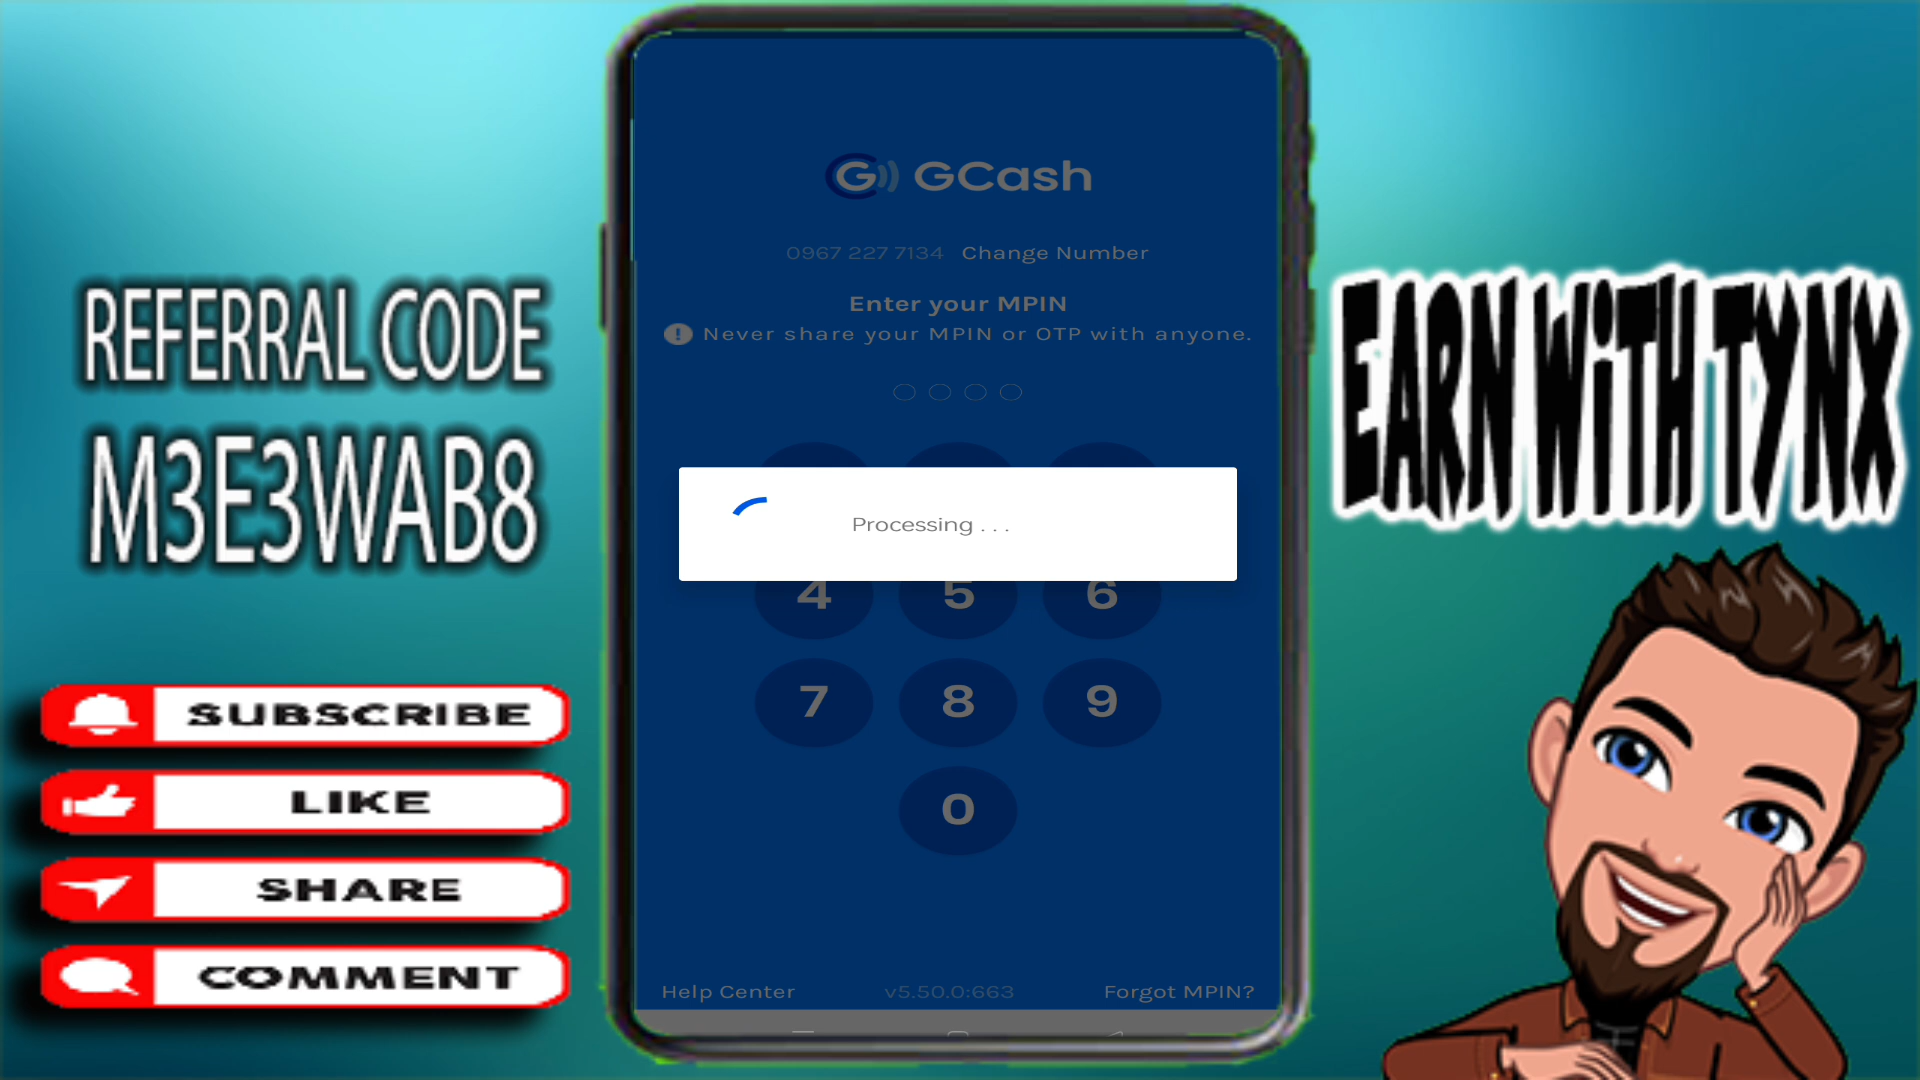 REFERRAL CODE
M3E3WAB8
SUBSCRIBE
LIKE
SHARE
COMMENT
G GCash
0967 227 7134 Change Number
Enter your MPIN
! Never share your MPIN or OTP with anyone.
Processing . . .
4 5 6
7 8 9
0
Help Center v5.50.0:663 Forgot MPIN?
EARN WiTH TYNX